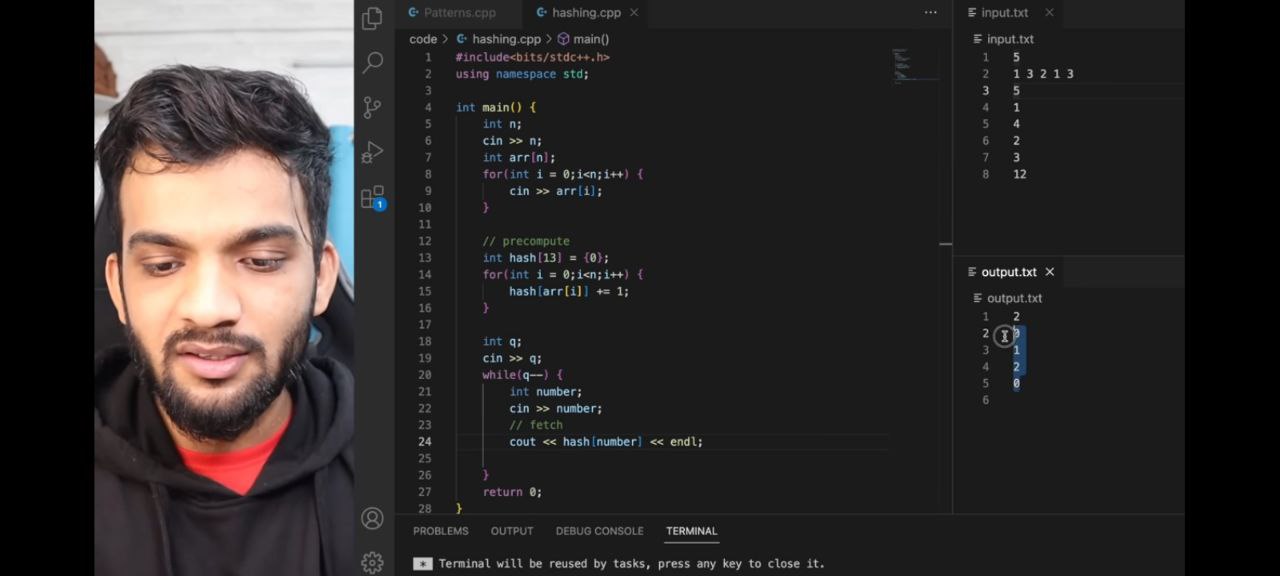 Patterns.cpp
hashing.cpp
code > hashing.cpp > main()
1 #include<bits/stdc++.h>
2 using namespace std;
3
4 int main() {
5 int n;
6 cin >> n;
7 int arr[n];
8 for(int i = 0;i<n;i++) {
9 cin >> arr[i];
10 }
11
12 // precompute
13 int hash[13] = {0};
14 for(int i = 0;i<n;i++) {
15 hash[arr[i]] += 1;
16 }
17
18 int q;
19 cin >> q;
20 while(q--) {
21 int number;
22 cin >> number;
23 // fetch
24 cout << hash[number] << endl;
25
26 }
27 return 0;
28 }
input.txt
input.txt
1 5
2 1 3 2 1 3
3 5
4 1
5 4
6 2
7 3
8 12
output.txt
output.txt
1 2
2 0
3 1
4 2
5 0
6
1
PROBLEMS OUTPUT DEBUG CONSOLE TERMINAL
* Terminal will be reused by tasks, press any key to close it.